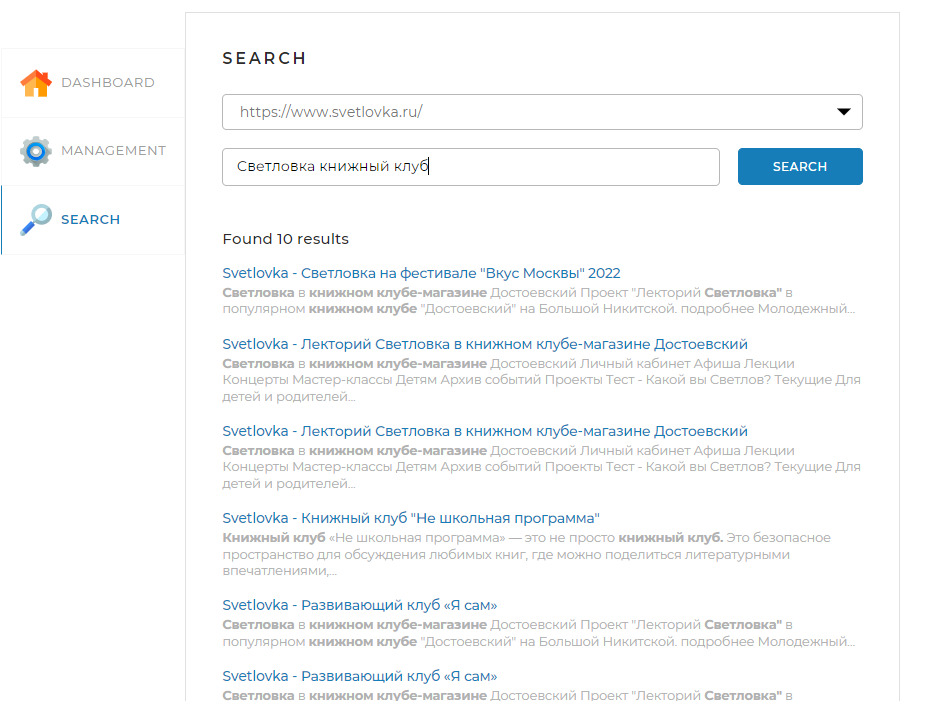 SEARCH
DASHBOARD
https://www.svetlovka.ru/
MANAGEMENT
Светловка книжный клуб
SEARCH
SEARCH
Found 10 results
Svetlovka - Светловка на фестивале "Вкус Москвы" 2022
Светловка в книжном клубе-магазине Достоевский Проект "Лекторий Светловка" в
популярном книжном клубе "Достоевский" на Большой Никитской. подробнее Молодежный...
Svetlovka - Лекторий Светловка в книжном клубе-магазине Достоевский
Светловка в книжном клубе-магазине Достоевский Личный кабинет Афиша Лекции
Концерты Мастер-классы Детям Архив событий Проекты Тест - Какой вы Светлов? Текущие Для
детей и родителей...
Svetlovka - Лекторий Светловка в книжном клубе-магазине Достоевский
Светловка в книжном клубе-магазине Достоевский Личный кабинет Афиша Лекции
Концерты Мастер-классы Детям Архив событий Проекты Тест - Какой вы Светлов? Текущие Для
детей и родителей...
Svetlovka - Книжный клуб "Не школьная программа"
Книжный клуб «Не школьная программа» — это не просто книжный клуб. Это безопасное
пространство для обсуждения любимых книг, где можно поделиться литературными
впечатлениями,...
Svetlovka - Развивающий клуб «Я сам»
Светловка в книжном клубе-магазине Достоевский Проект "Лекторий Светловка" в
популярном книжном клубе "Достоевский" на Большой Никитской. подробнее Молодежный...
Svetlovka - Развивающий клуб «Я сам»
Светловка в книжном клубе-магазине Достоевский Проект "Лекторий Светловка" в